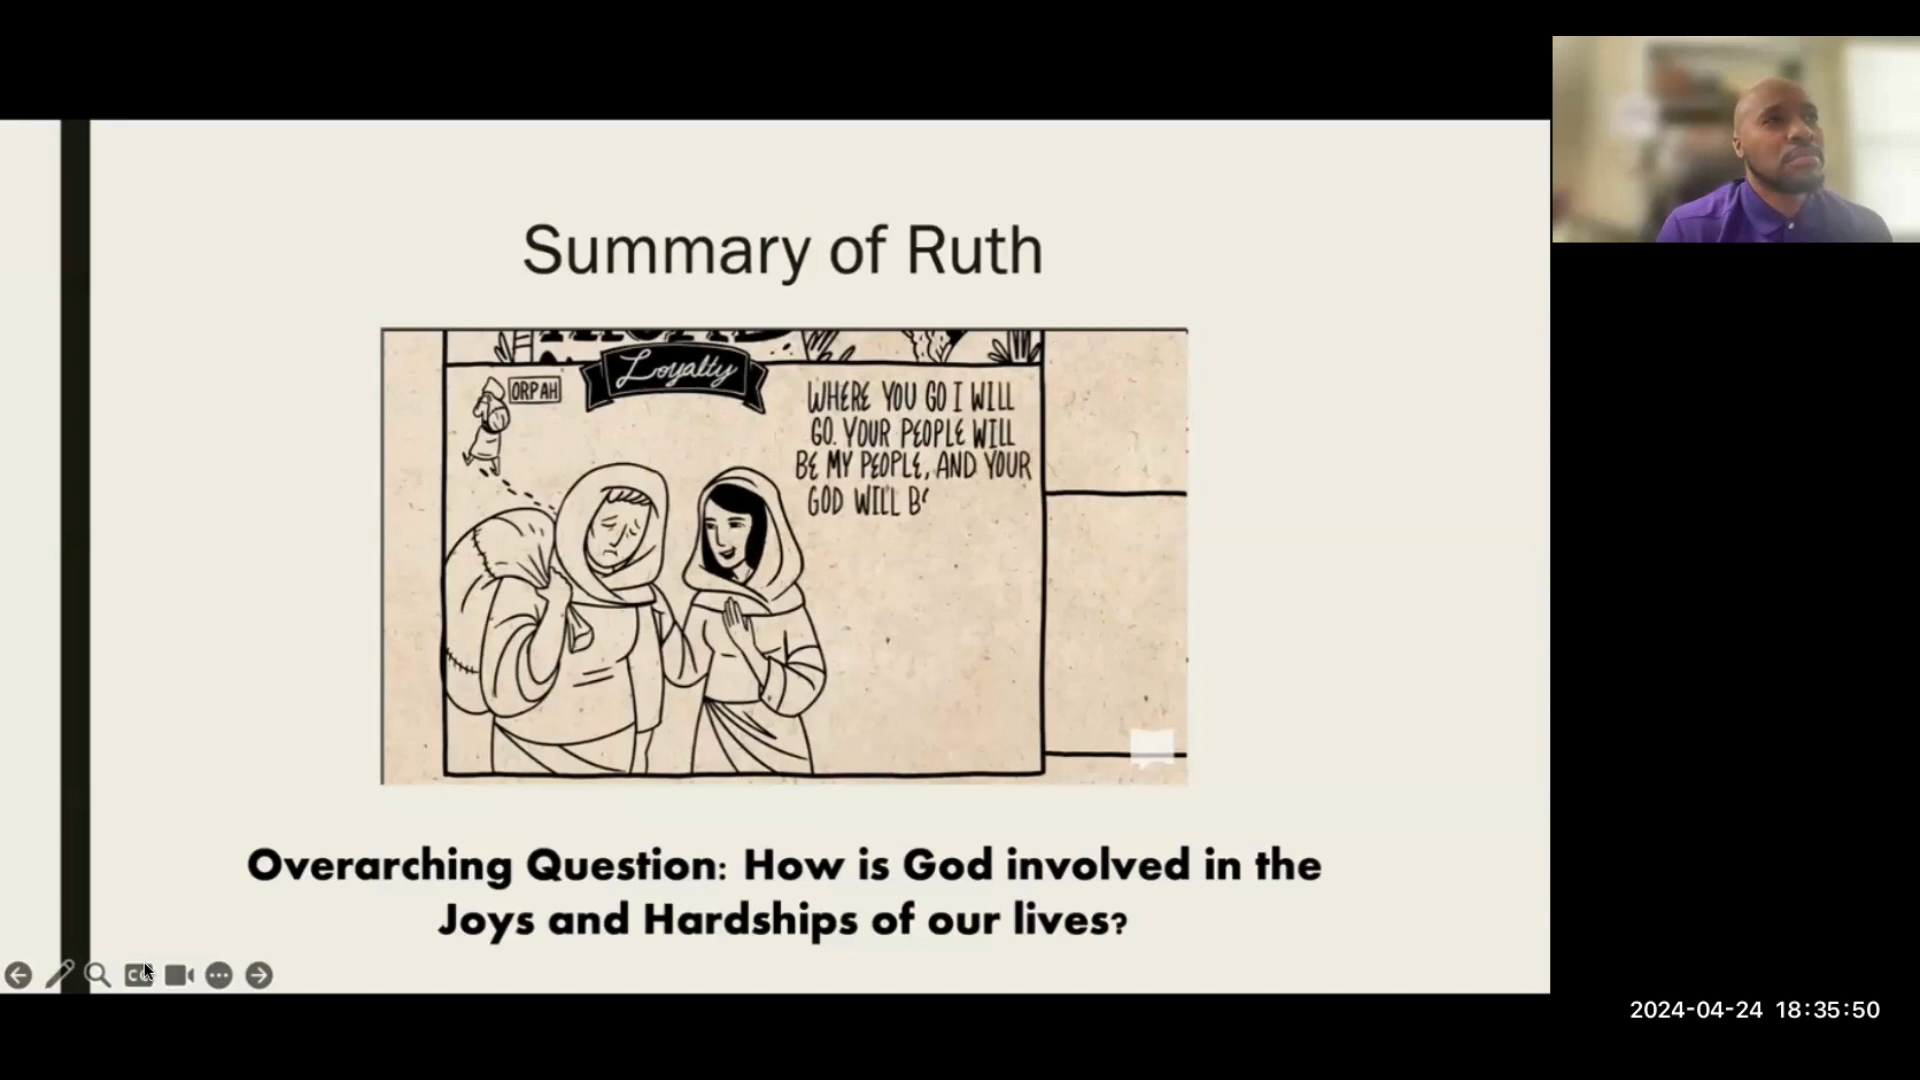 Summary of Ruth
Loyalty
ORPAH
WHERE YOU GO I WILL
GO. YOUR PEOPLE WILL
BE MY PEOPLE, AND YOUR
GOD WILL B
Overarching Question: How is God involved in the
Joys and Hardships of our lives?
2024-04-24 18:35:50